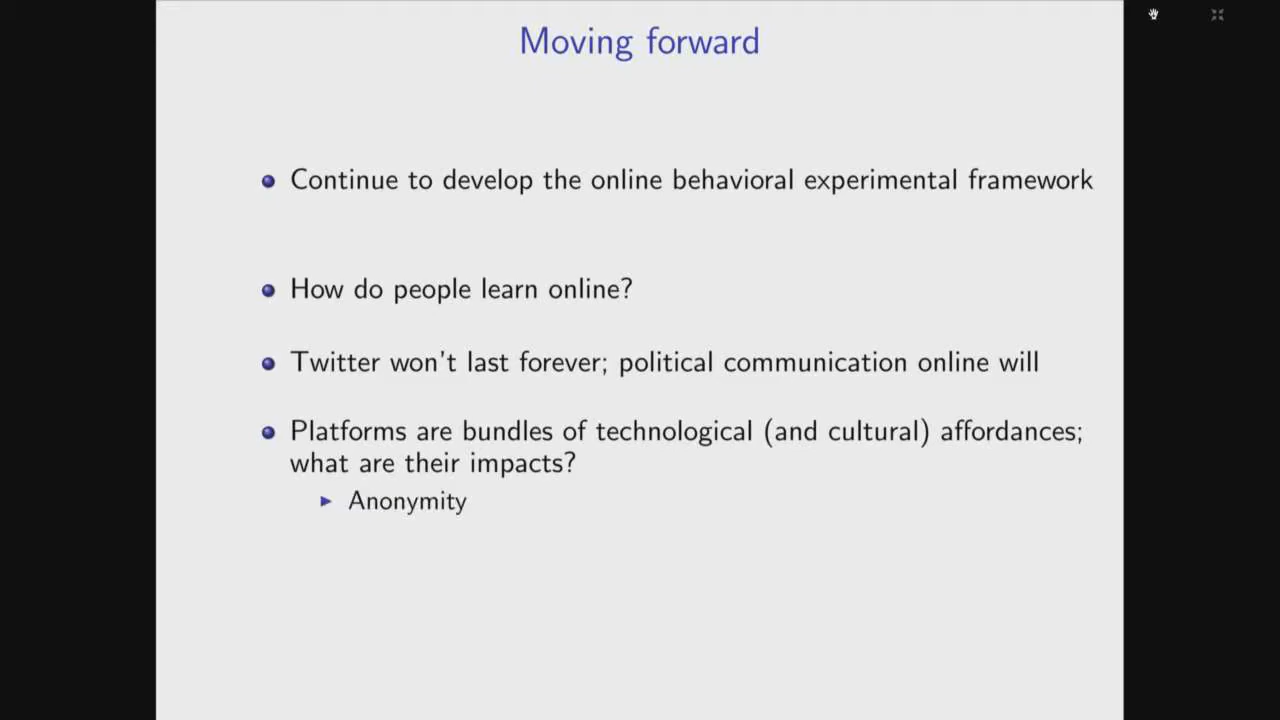 Moving forward
Continue to develop the online behavioral experimental framework
How do people learn online?
Twitter won't last forever; political communication online will
Platforms are bundles of technological (and cultural) affordances;
what are their impacts?
Anonymity